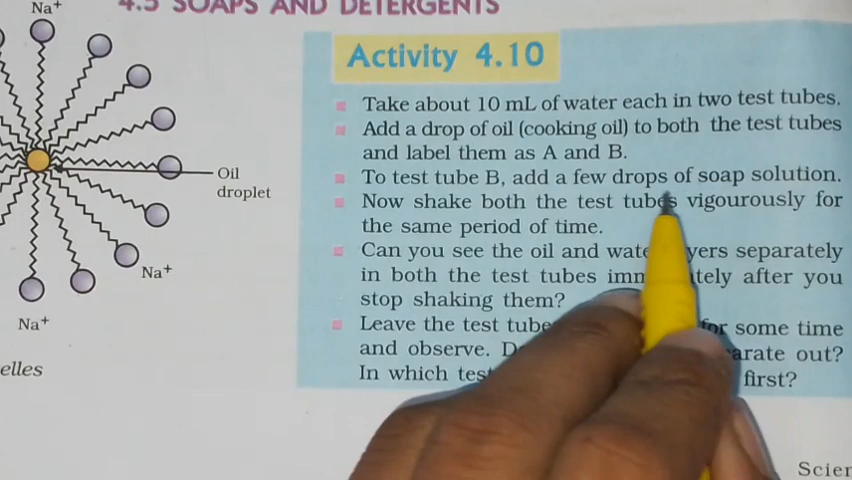 4.5 SOAPS AND DETERGENTS
Na+
Activity 4.10
Take about 10 mL of water each in two test tubes.
Add a drop of oil (cooking oil) to both the test tubes
and label them as A and B.
To test tube B, add a few drops of soap solution.
Now shake both the test tubes vigourously for
the same period of time.
Can you see the oil and wate yers separately
in both the test tubes imm tely after you
stop shaking them?
Leave the test tube for some time
and observe. D arate out?
In which tes first?
Oil
droplet
Na+
Na+
elles
Scien